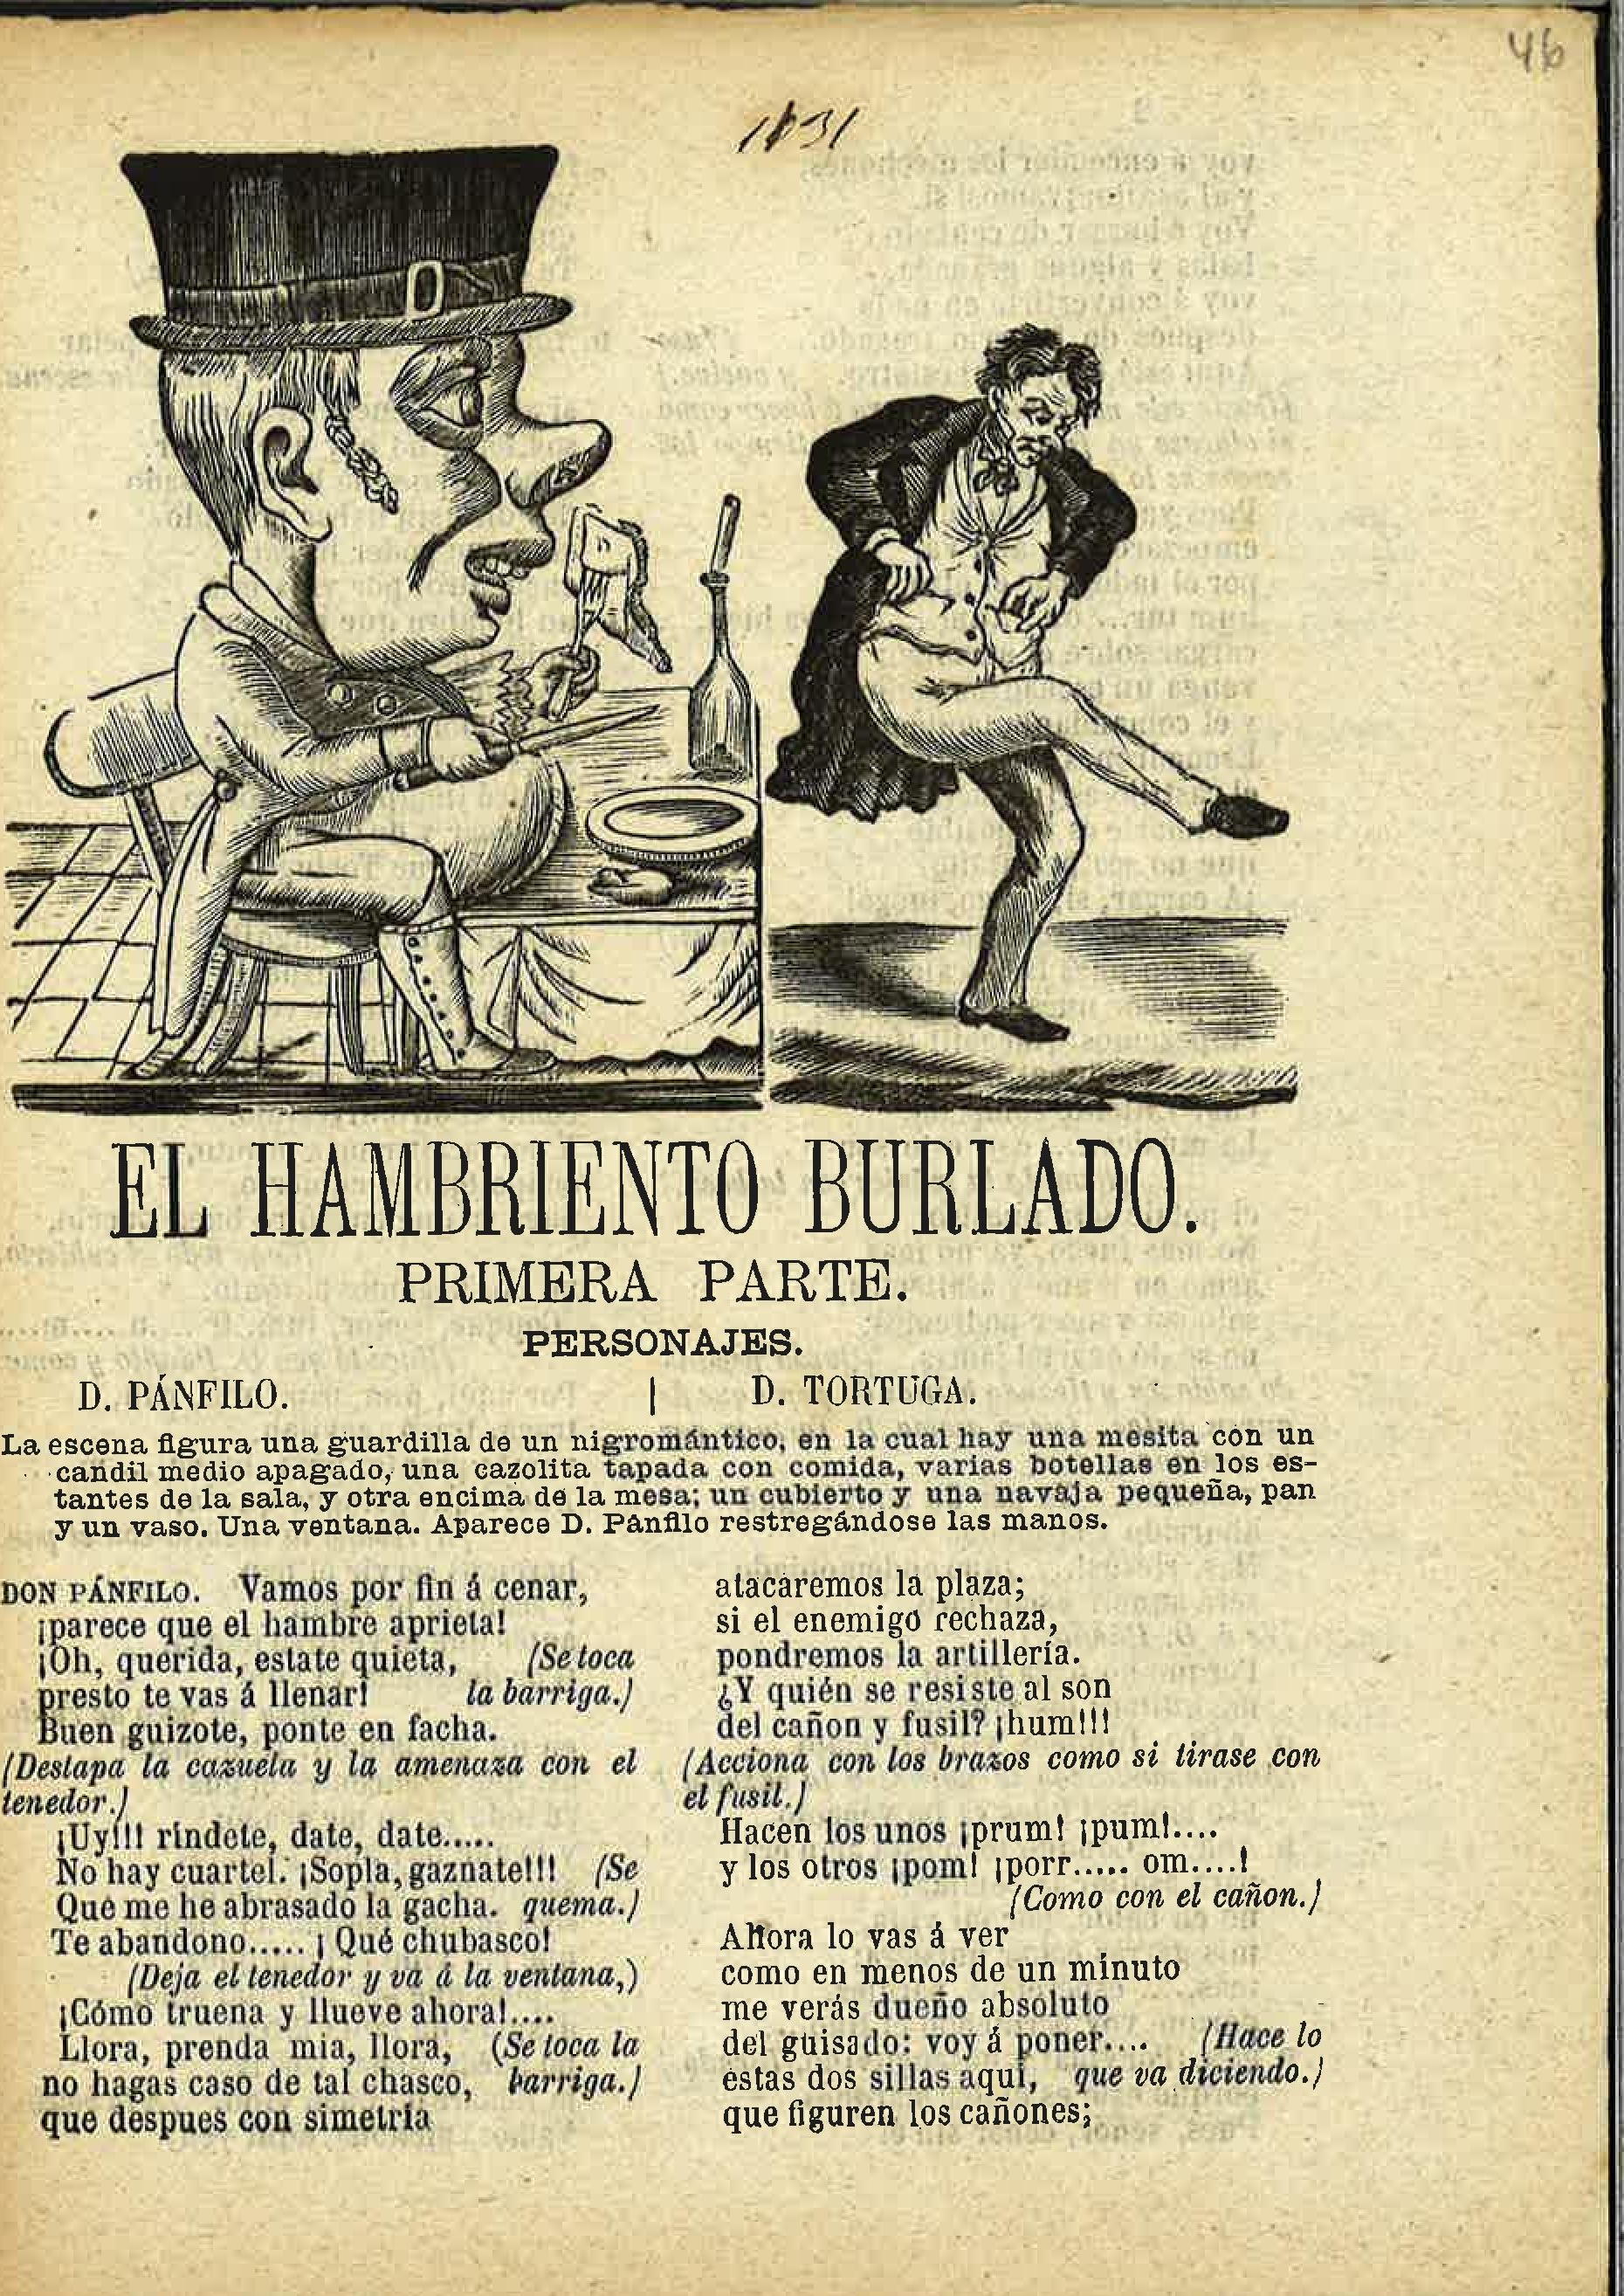 46
1831
EL HAMBRIENTO BURLADO.
PRIMERA PARTE.
PERSONAJES.
D. PÁNFILO. | D. TORTUGA.
La escena figura una guardilla de un nigromántico, en la cual hay una mesita con un
candil medio apagado, una cazolita tapada con comida, varias botellas en los es-
tantes de la sala, y otra encima de la mesa; un cubierto y una navaja pequeña, pan
y un vaso. Una ventana. Aparece D. Pánfilo restregándose las manos.
DON PÁNFILO. Vamos por fin á cenar,
¡parece que el hambre aprieta!
¡Oh, querida, estate quieta, (Se toca
presto te vas á llenar! la barriga.)
Buen guizote, ponte en facha.
(Destapa la cazuela y la amenaza con el
tenedor.)
¡Uy!!! ríndete, date, date.....
No hay cuartel. ¡Sopla, gaznate!!! (Se
Que me he abrasado la gacha. quema.)
Te abandono..... ¡Qué chubasco!
(Deja el tenedor y va á la ventana,)
¡Cómo truena y llueve ahora!....
Llora, prenda mia, llora, (Se toca la
no hagas caso de tal chasco, barriga.)
que despues con simetría
atacaremos la plaza;
si el enemigo rechaza,
pondremos la artillería.
¿Y quién se resiste al son
del cañon y fusil? ¡hum!!!
(Acciona con los brazos como si tirase con
el fusil.)
Hacen los unos ¡prum! ¡pum!....
y los otros ¡pom! ¡porr..... om....!
(Como con el cañon.)
Ahora lo vas á ver
como en menos de un minuto
me verás dueño absoluto
del guisado: voy á poner.... (Hace lo
estas dos sillas aquí, que va diciendo.)
que figuren los cañones;